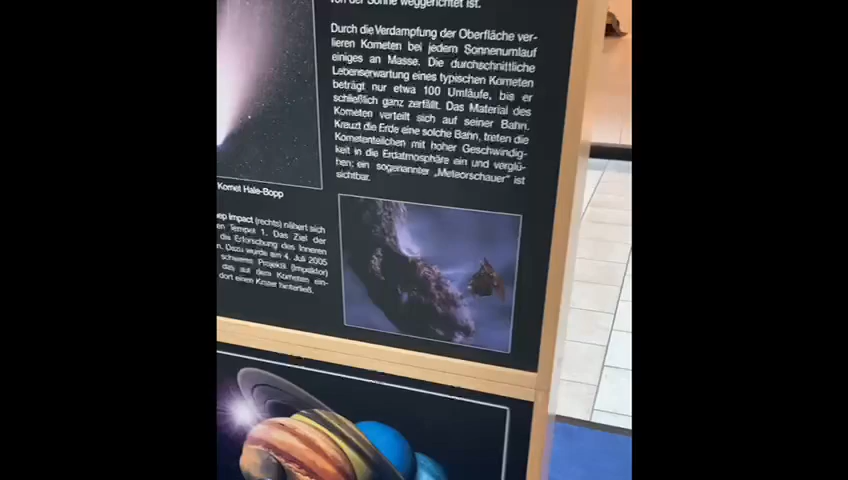 von der Sonne weggerichtet ist.
Durch die Verdampfung der Oberfläche ver-
lieren Kometen bei jedem Sonnenumlauf
einiges an Masse. Die durchschnittliche
Lebenserwartung eines typischen Kometen
beträgt nur etwa 100 Umläufe, bis er
schließlich ganz zerfällt. Das Material des
Kometen verteilt sich auf seiner Bahn.
Kreuzt die Erde eine solche Bahn, treten die
Kometenteilchen mit hoher Geschwindig-
keit in die Erdatmosphäre ein und verglü-
hen; ein sogenannter „Meteorschauer" ist
sichtbar.
Komet Hale-Bopp
ep Impact (rechts) nähert sich
en Tempel 1. Das Ziel der
die Erforschung des Inneren
n. Dazu wurde am 4. Juli 2005
schweres Projektil (Impaktor)
das auf dem Kometen ein-
dort einen Krater hinterließ.